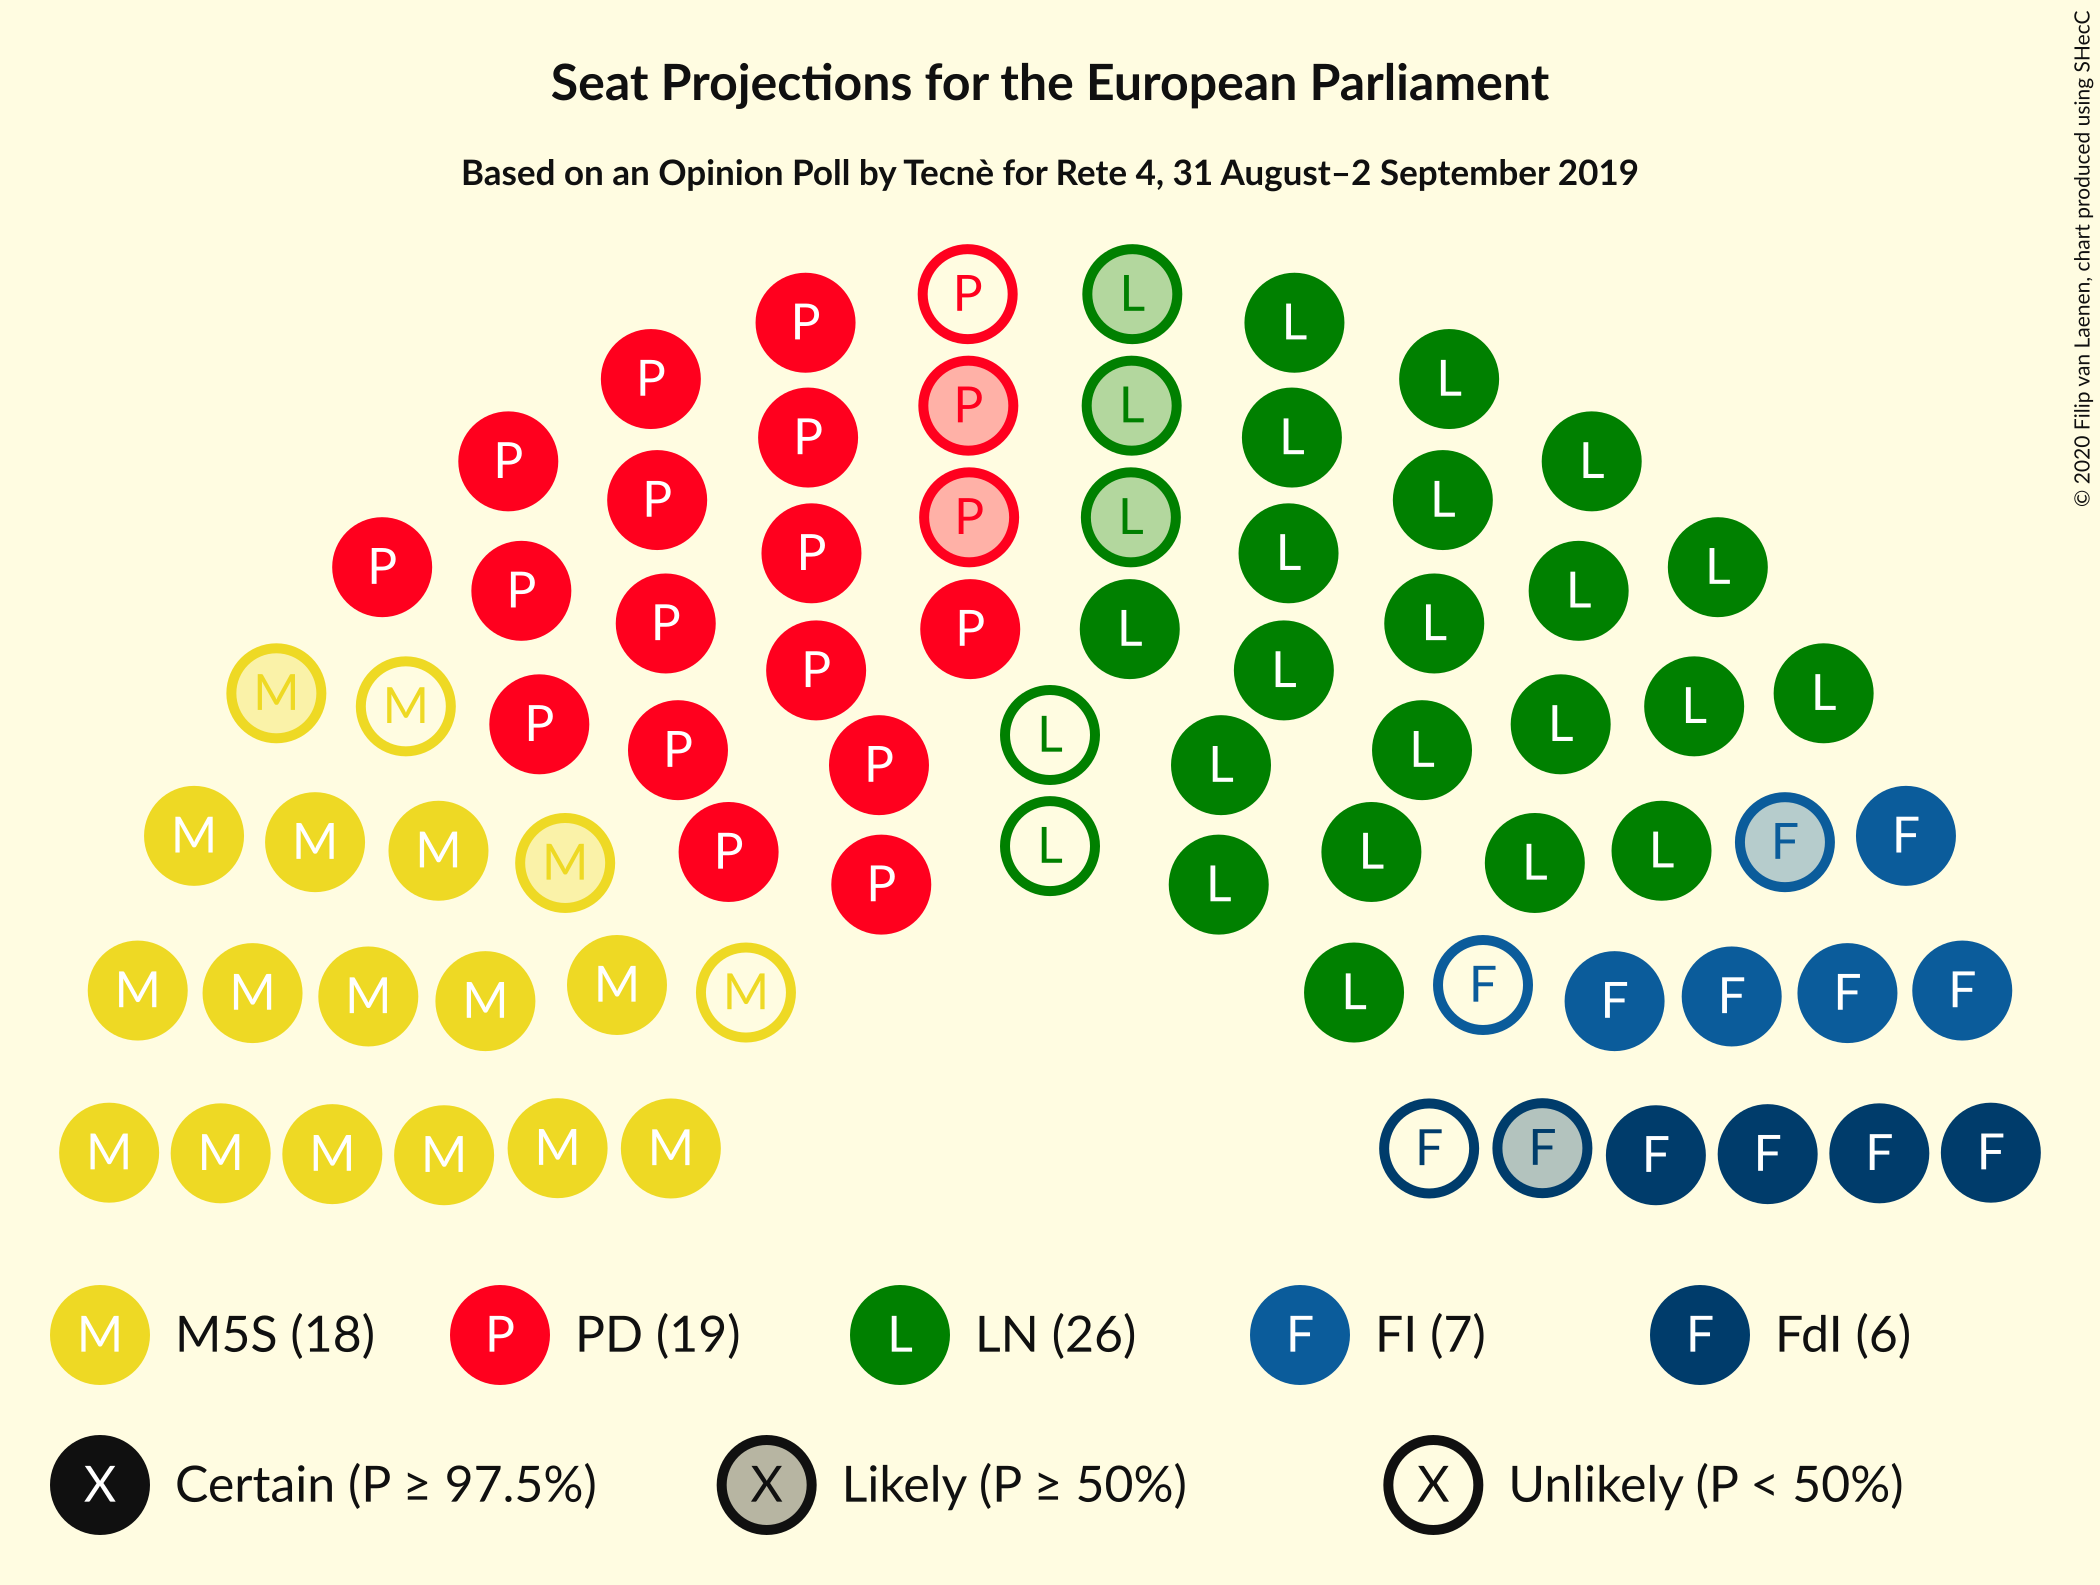 Seat Projections for the European Parliament
Based on an Opinion Poll by Tecnè for Rete 4, 31 August–2 September 2019
© 2020 Filip van Laenen, chart produced using SHecC
P L
P L
P L
P P L L
P L
P P L L
P L
P L
P P L L
P P L L
P L
M M L L
P L L L
P L
P L
M M L F F
M M P L L L
P L
M M M M M M L F F F F F
M M M M M M F F F F F F
M M5S (18) P PD (19) L LN (26) F FI (7) F FdI (6)
X Certain (P ≥ 97.5%) X Likely (P ≥ 50%) X Unlikely (P < 50%)